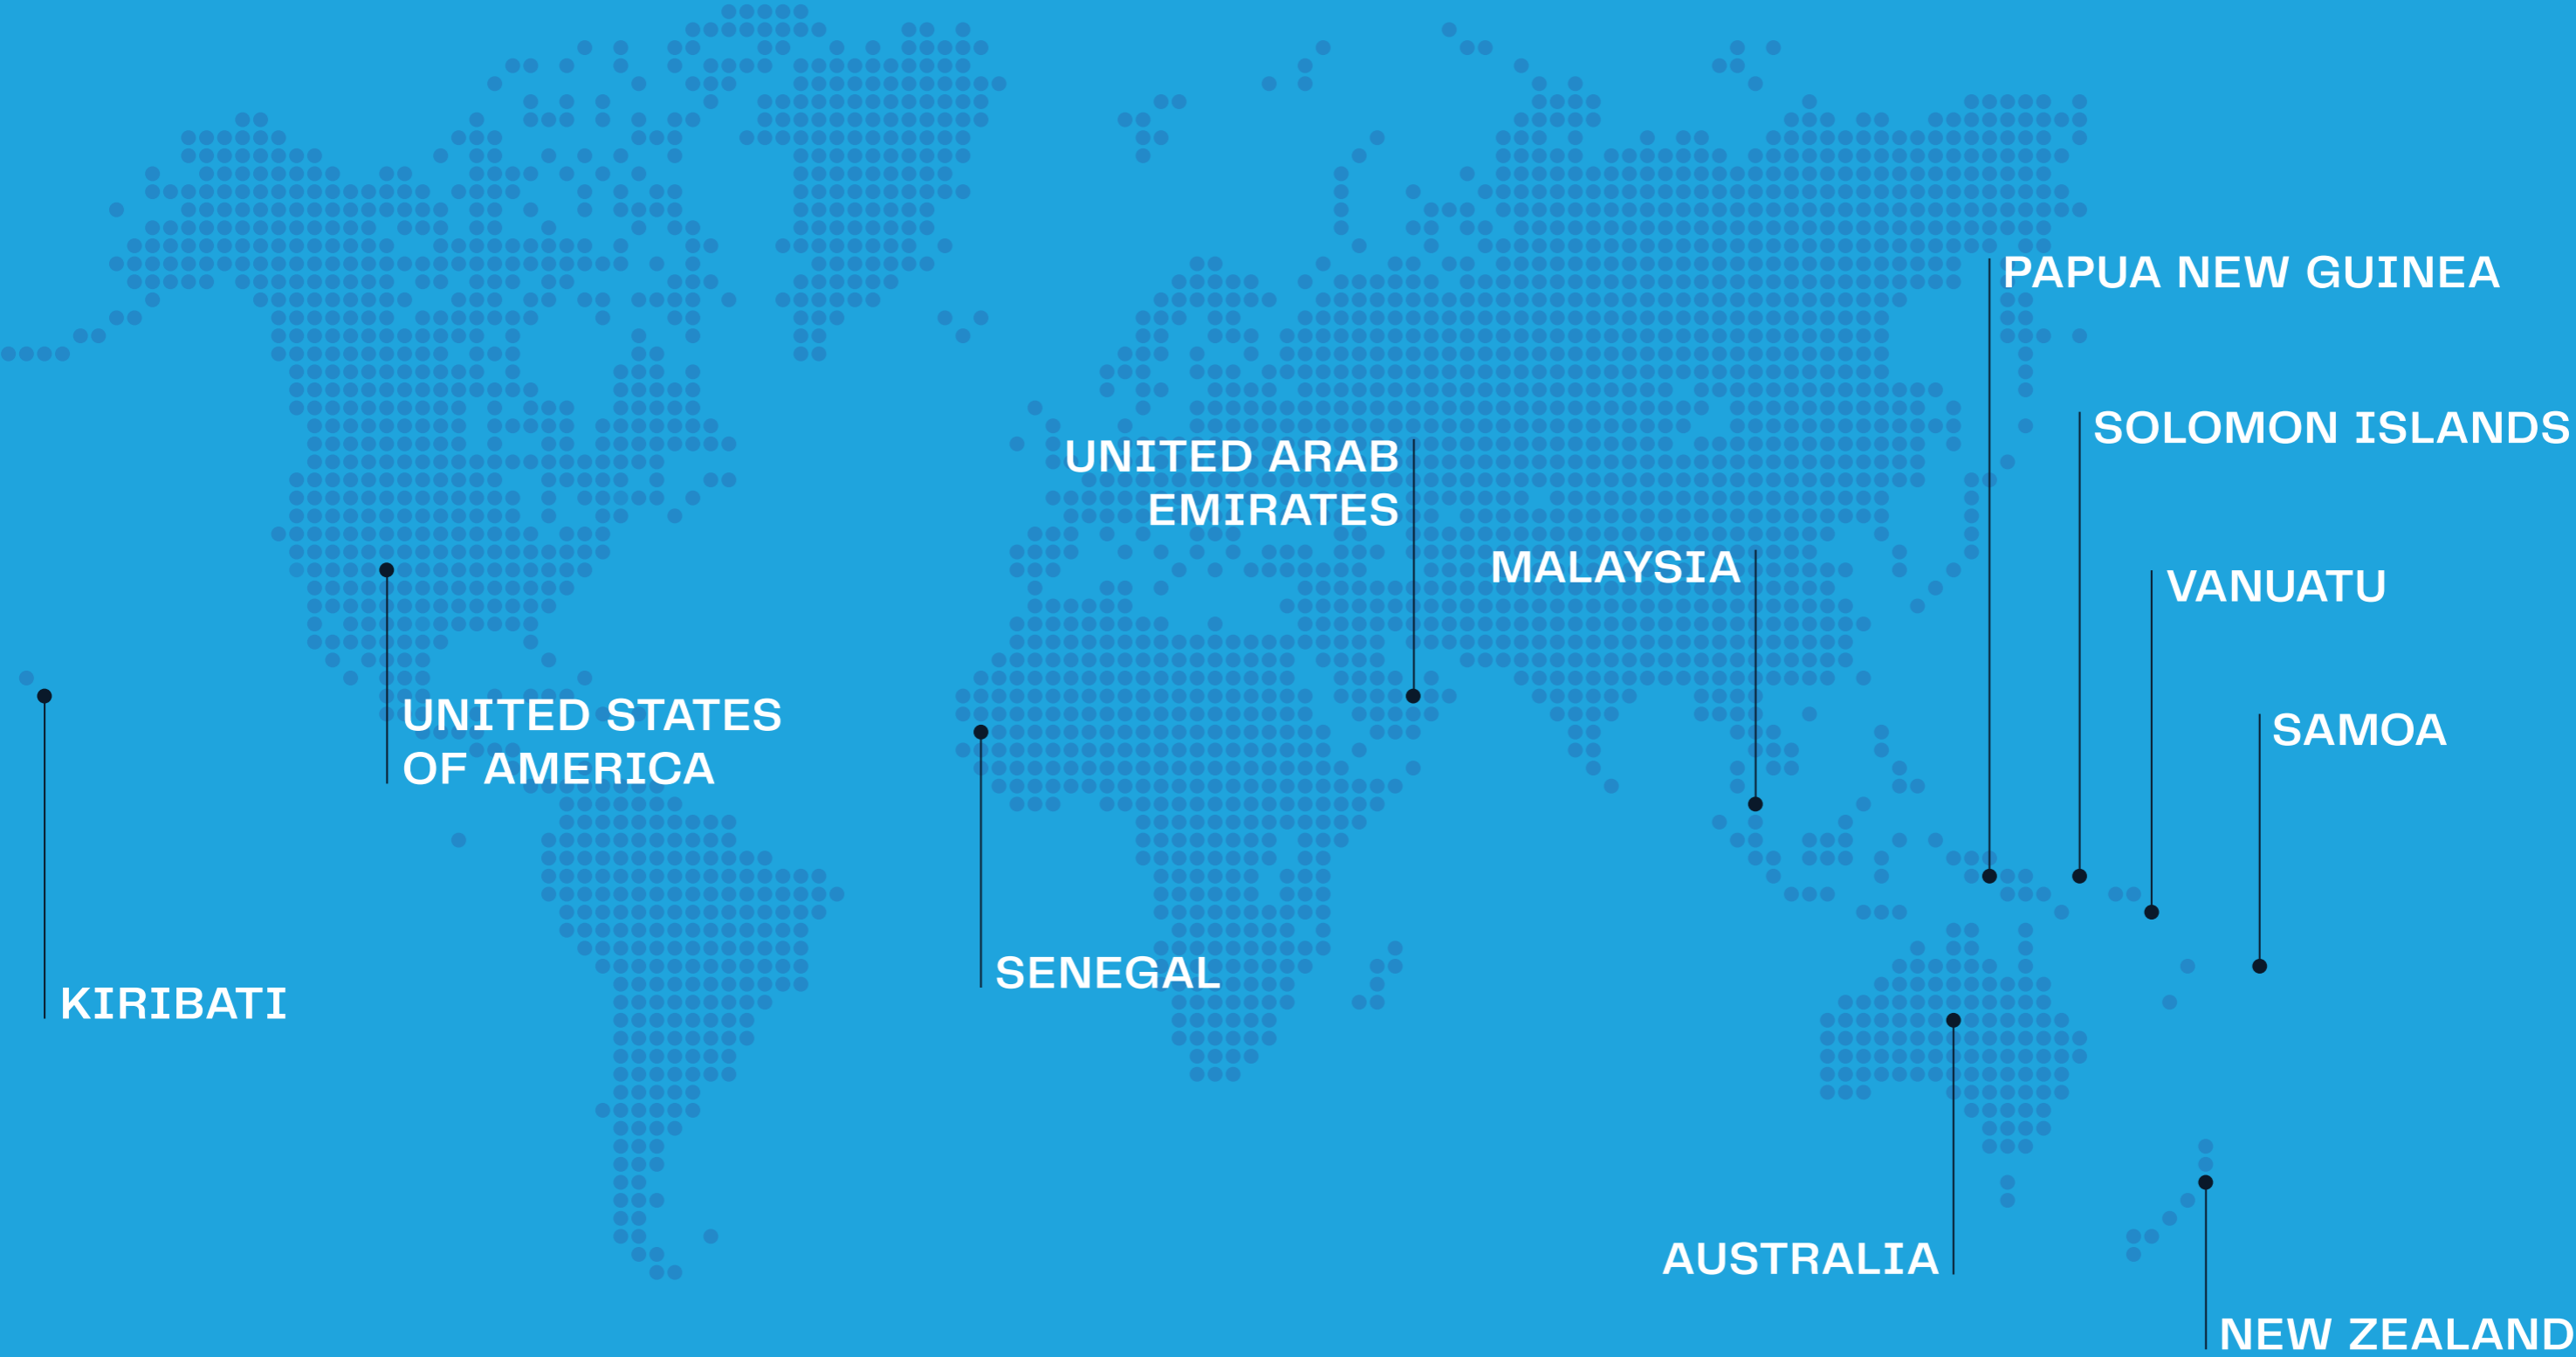 PAPUA NEW GUINEA
SOLOMON ISLANDS
UNITED ARAB
EMIRATES
MALAYSIA
VANUATU
UNITED STATES
OF AMERICA
SAMOA
SENEGAL
KIRIBATI
AUSTRALIA
NEW ZEALAND